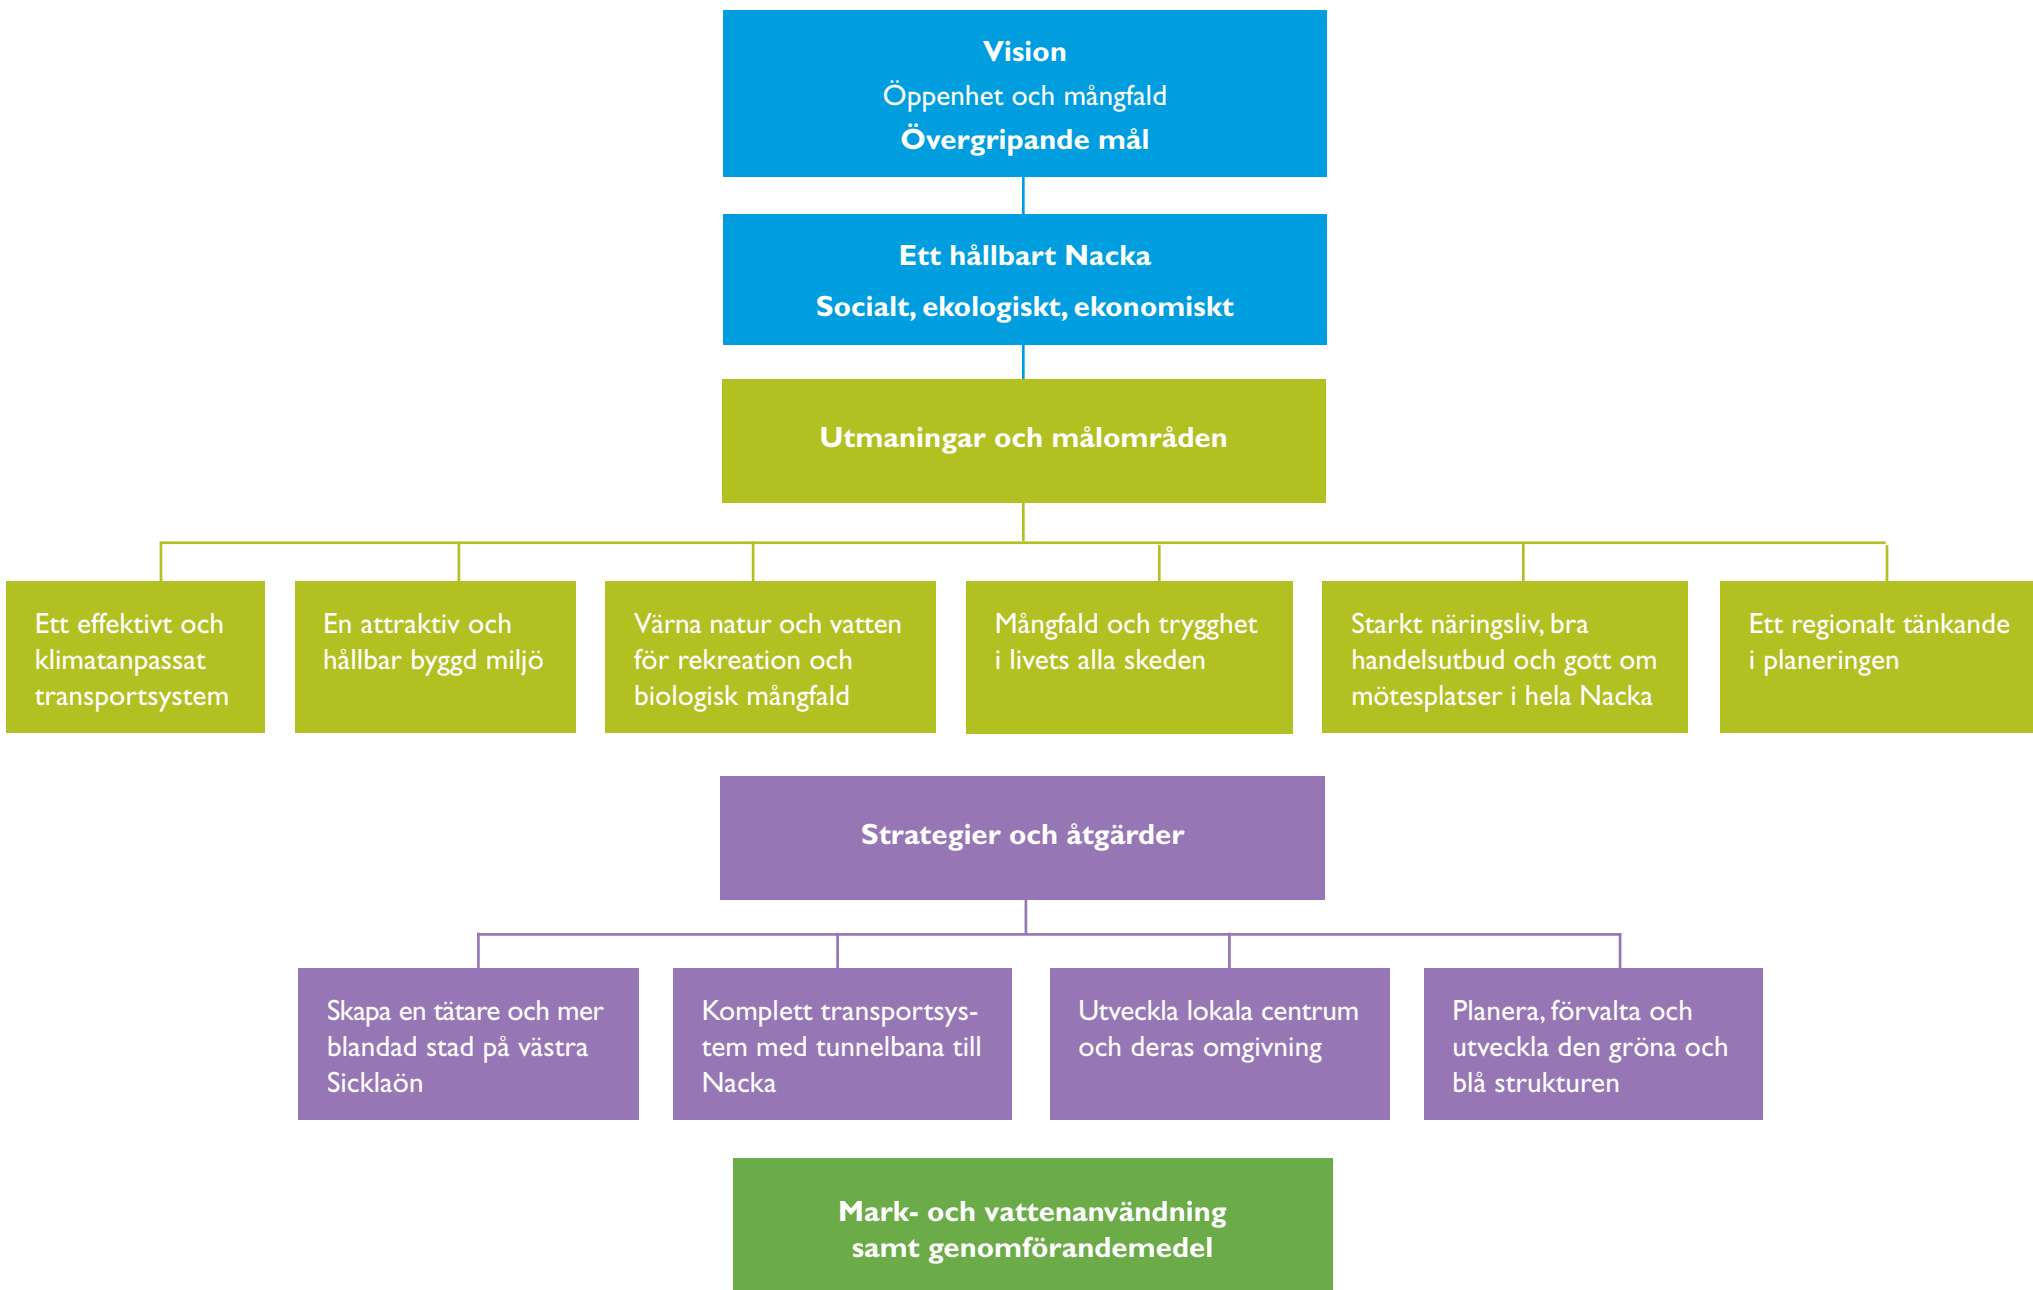 Vision
Öppenhet och mångfald
Övergripande mål
Ett hållbart Nacka
Socialt, ekologiskt, ekonomiskt
Utmaningar och målområden
Ett effektivt och
klimatanpassat
transportsystem
En attraktiv och
hållbar byggd miljö
Värna natur och vatten
för rekreation och
biologisk mångfald
Mångfald och trygghet
i livets alla skeden
Starkt näringsliv, bra
handelsutbud och gott om
mötesplatser i hela Nacka
Ett regionalt tänkande
i planeringen
Strategier och åtgärder
Skapa en tätare och mer
blandad stad på västra
Sicklaön
Komplett transportsys-
tem med tunnelbana till
Nacka
Utveckla lokala centrum
och deras omgivning
Planera, förvalta och
utveckla den gröna och
blå strukturen
Mark- och vattenanvändning
samt genomförandemedel